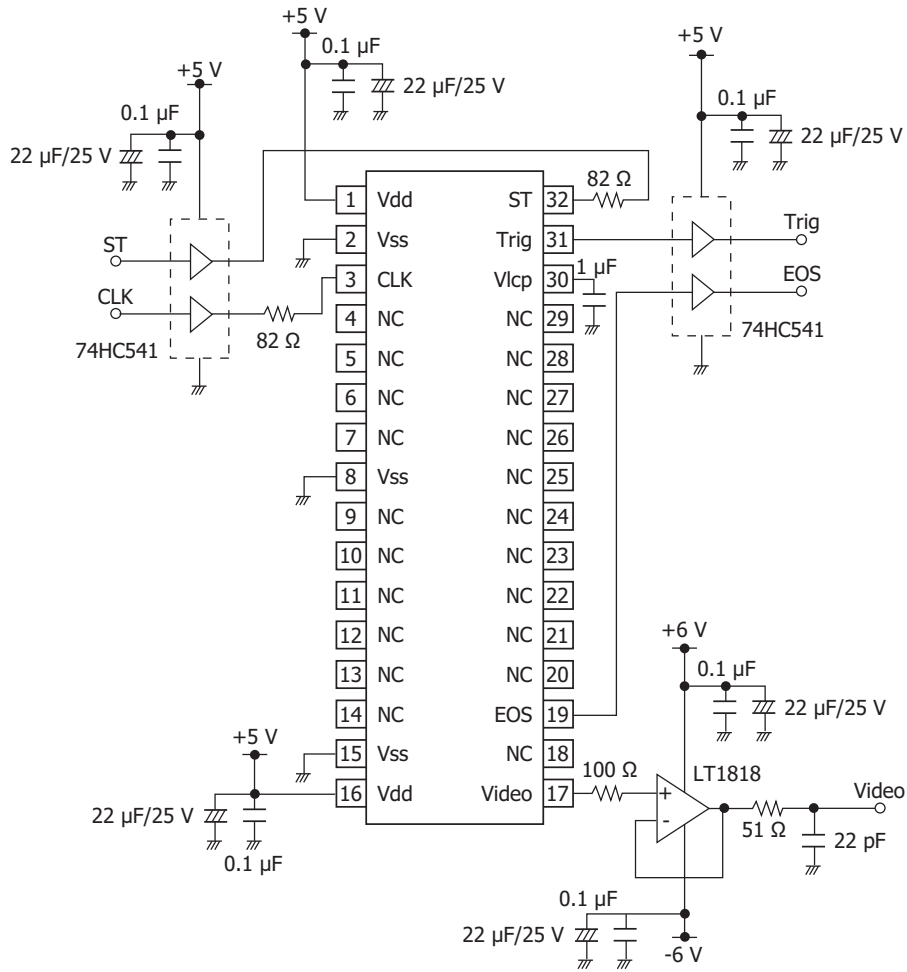 +5 V
0.1 µF
22 µF/25 V
+5 V
0.1 µF
22 µF/25 V
+5 V
0.1 µF
22 µF/25 V
ST
CLK
74HC541
82 Ω
82 Ω
1 µF
Trig
EOS
74HC541
1 Vdd ST 32
2 Vss Trig 31
3 CLK Vlcp 30
4 NC NC 29
5 NC NC 28
6 NC NC 27
7 NC NC 26
8 Vss NC 25
9 NC NC 24
10 NC NC 23
11 NC NC 22
12 NC NC 21
13 NC NC 20
14 NC EOS 19
15 Vss NC 18
16 Vdd Video 17
+5 V
22 µF/25 V
0.1 µF
+6 V
0.1 µF
22 µF/25 V
100 Ω
LT1818
+
-
51 Ω
Video
22 pF
0.1 µF
22 µF/25 V
-6 V